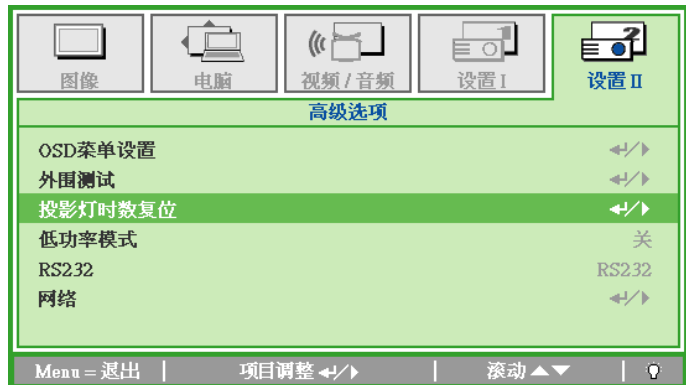 图像
电脑
视频 / 音频
设置 I
设置 II
高级选项
OSD菜单设置
外围测试
投影灯时数复位
低功率模式 关
RS232 RS232
网络
Menu = 退出 项目调整 滚动